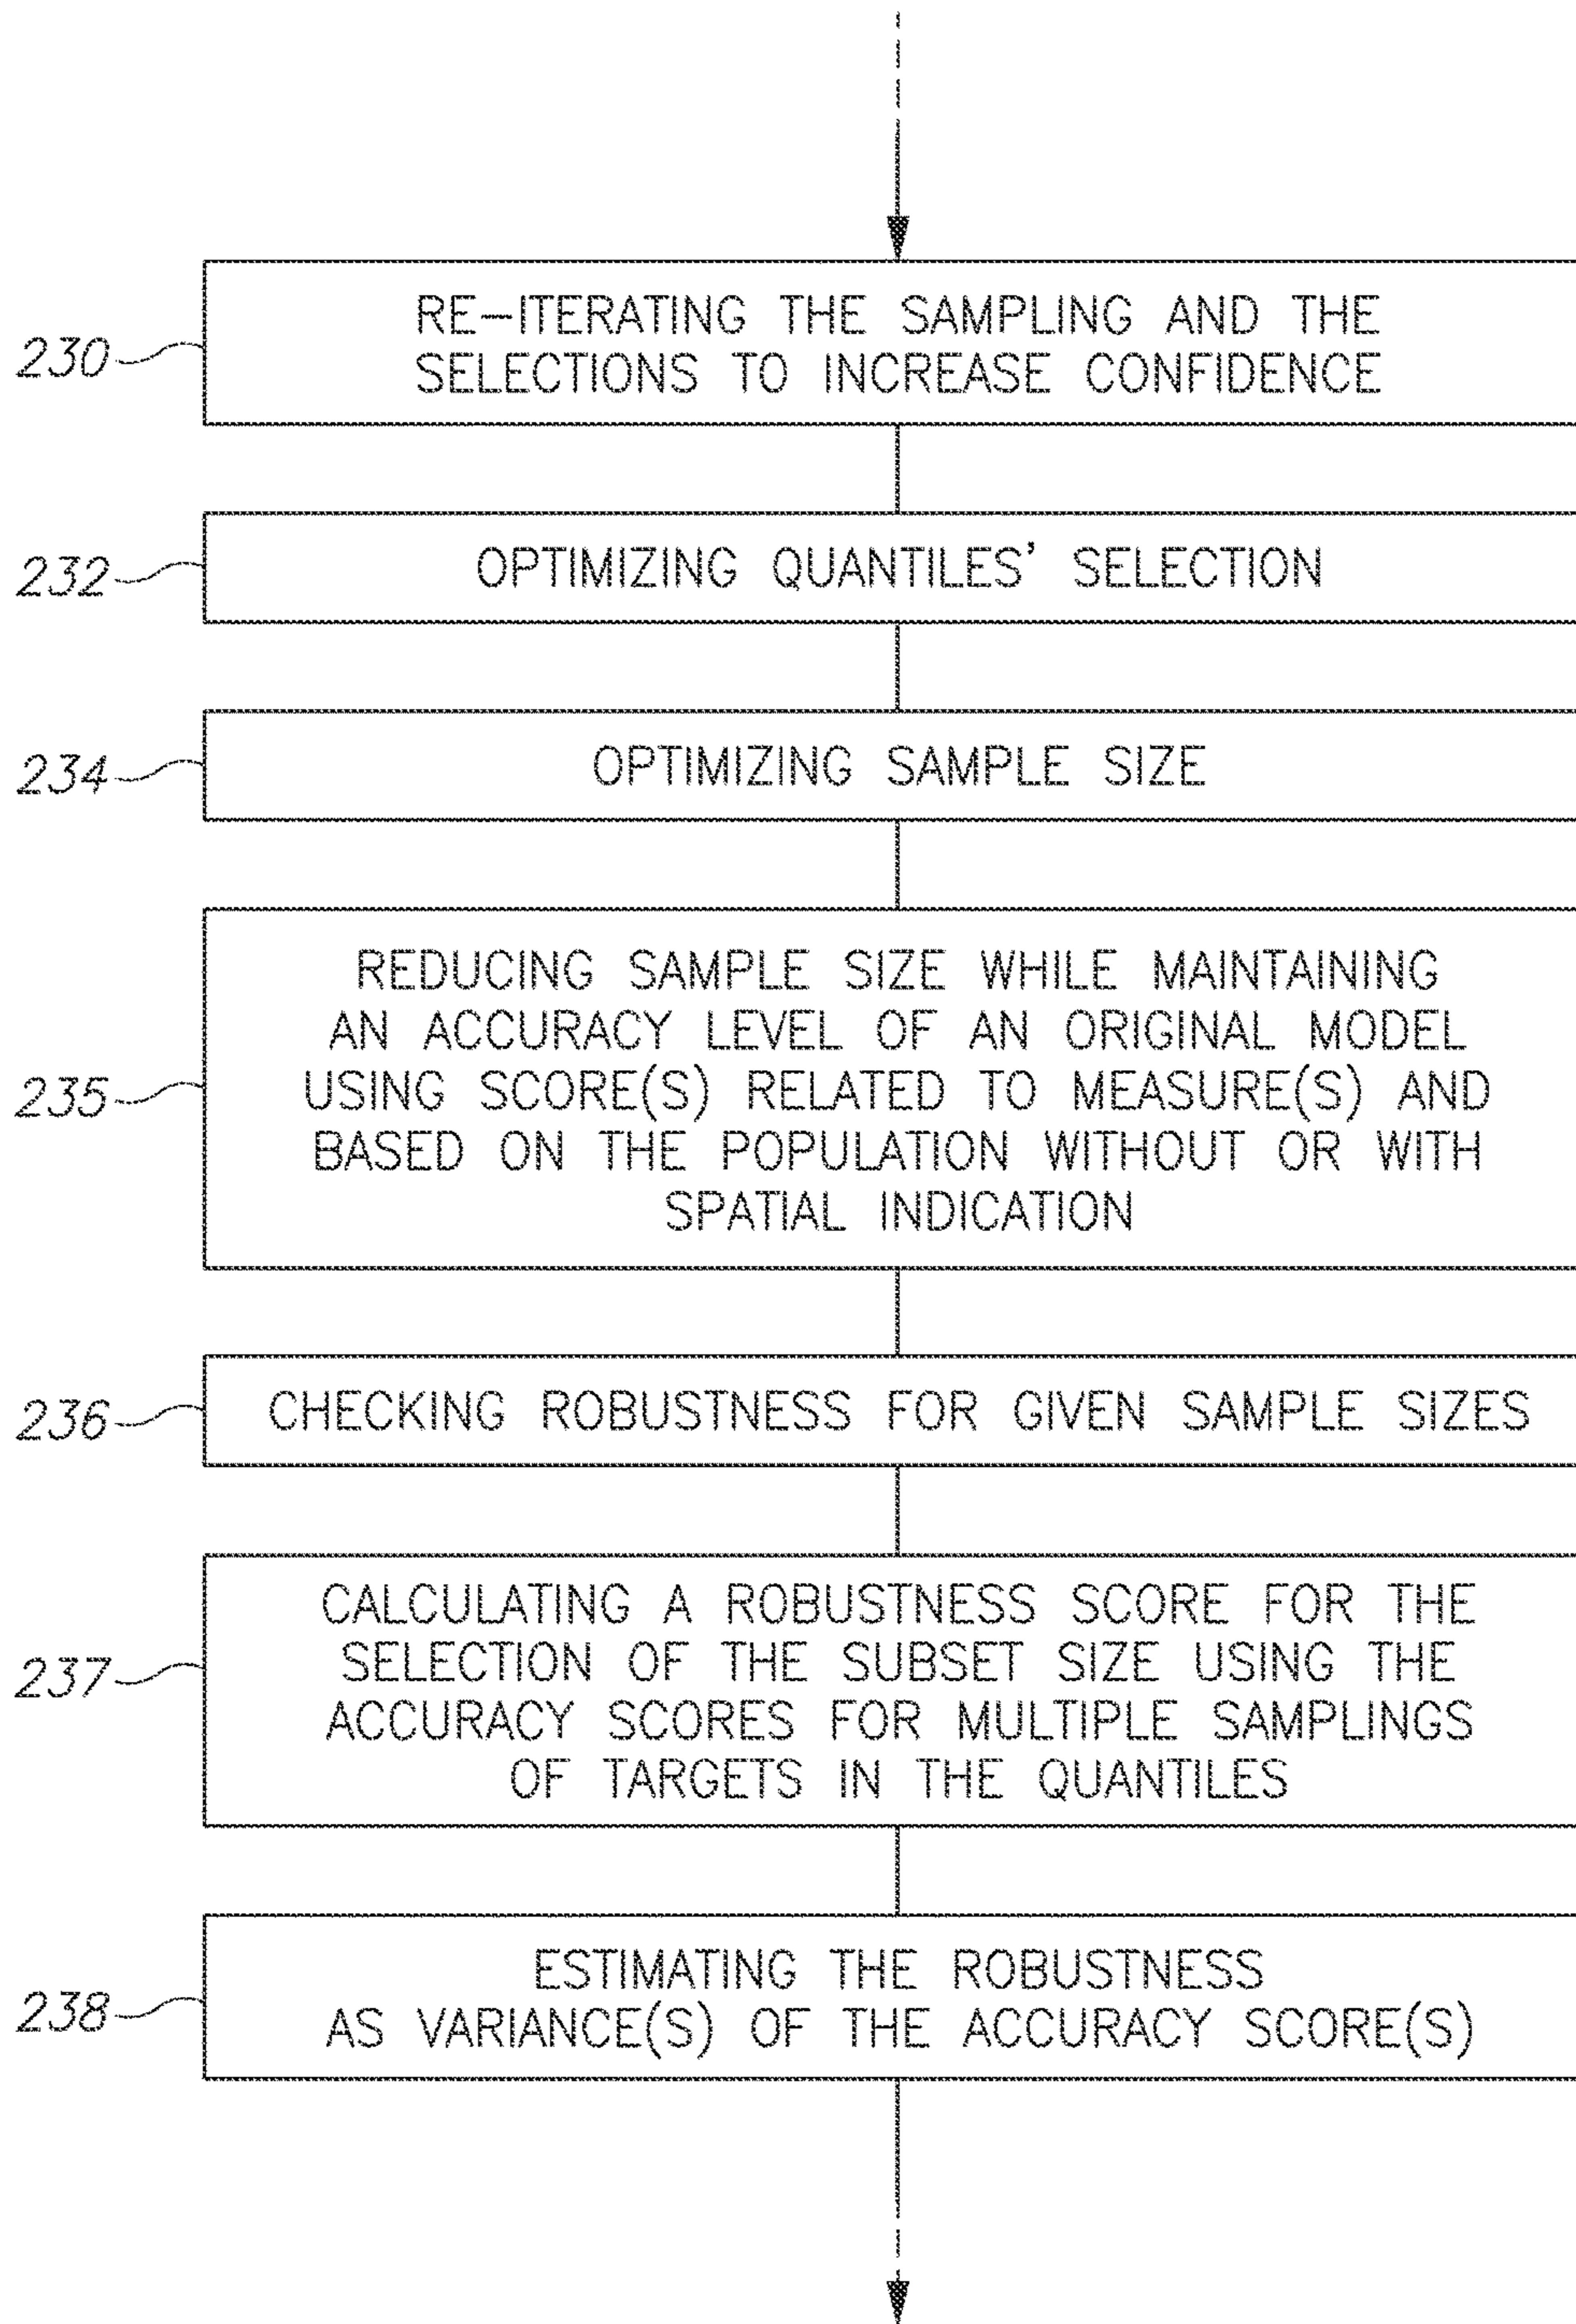 230
RE-ITERATING THE SAMPLING AND THE
SELECTIONS TO INCREASE CONFIDENCE
232
OPTIMIZING QUANTILES' SELECTION
234
OPTIMIZING SAMPLE SIZE
235
REDUCING SAMPLE SIZE WHILE MAINTAINING
AN ACCURACY LEVEL OF AN ORIGINAL MODEL
USING SCORE(S) RELATED TO MEASURE(S) AND
BASED ON THE POPULATION WITHOUT OR WITH
SPATIAL INDICATION
236
CHECKING ROBUSTNESS FOR GIVEN SAMPLE SIZES
237
CALCULATING A ROBUSTNESS SCORE FOR THE
SELECTION OF THE SUBSET SIZE USING THE
ACCURACY SCORES FOR MULTIPLE SAMPLINGS
OF TARGETS IN THE QUANTILES
238
ESTIMATING THE ROBUSTNESS
AS VARIANCE(S) OF THE ACCURACY SCORE(S)